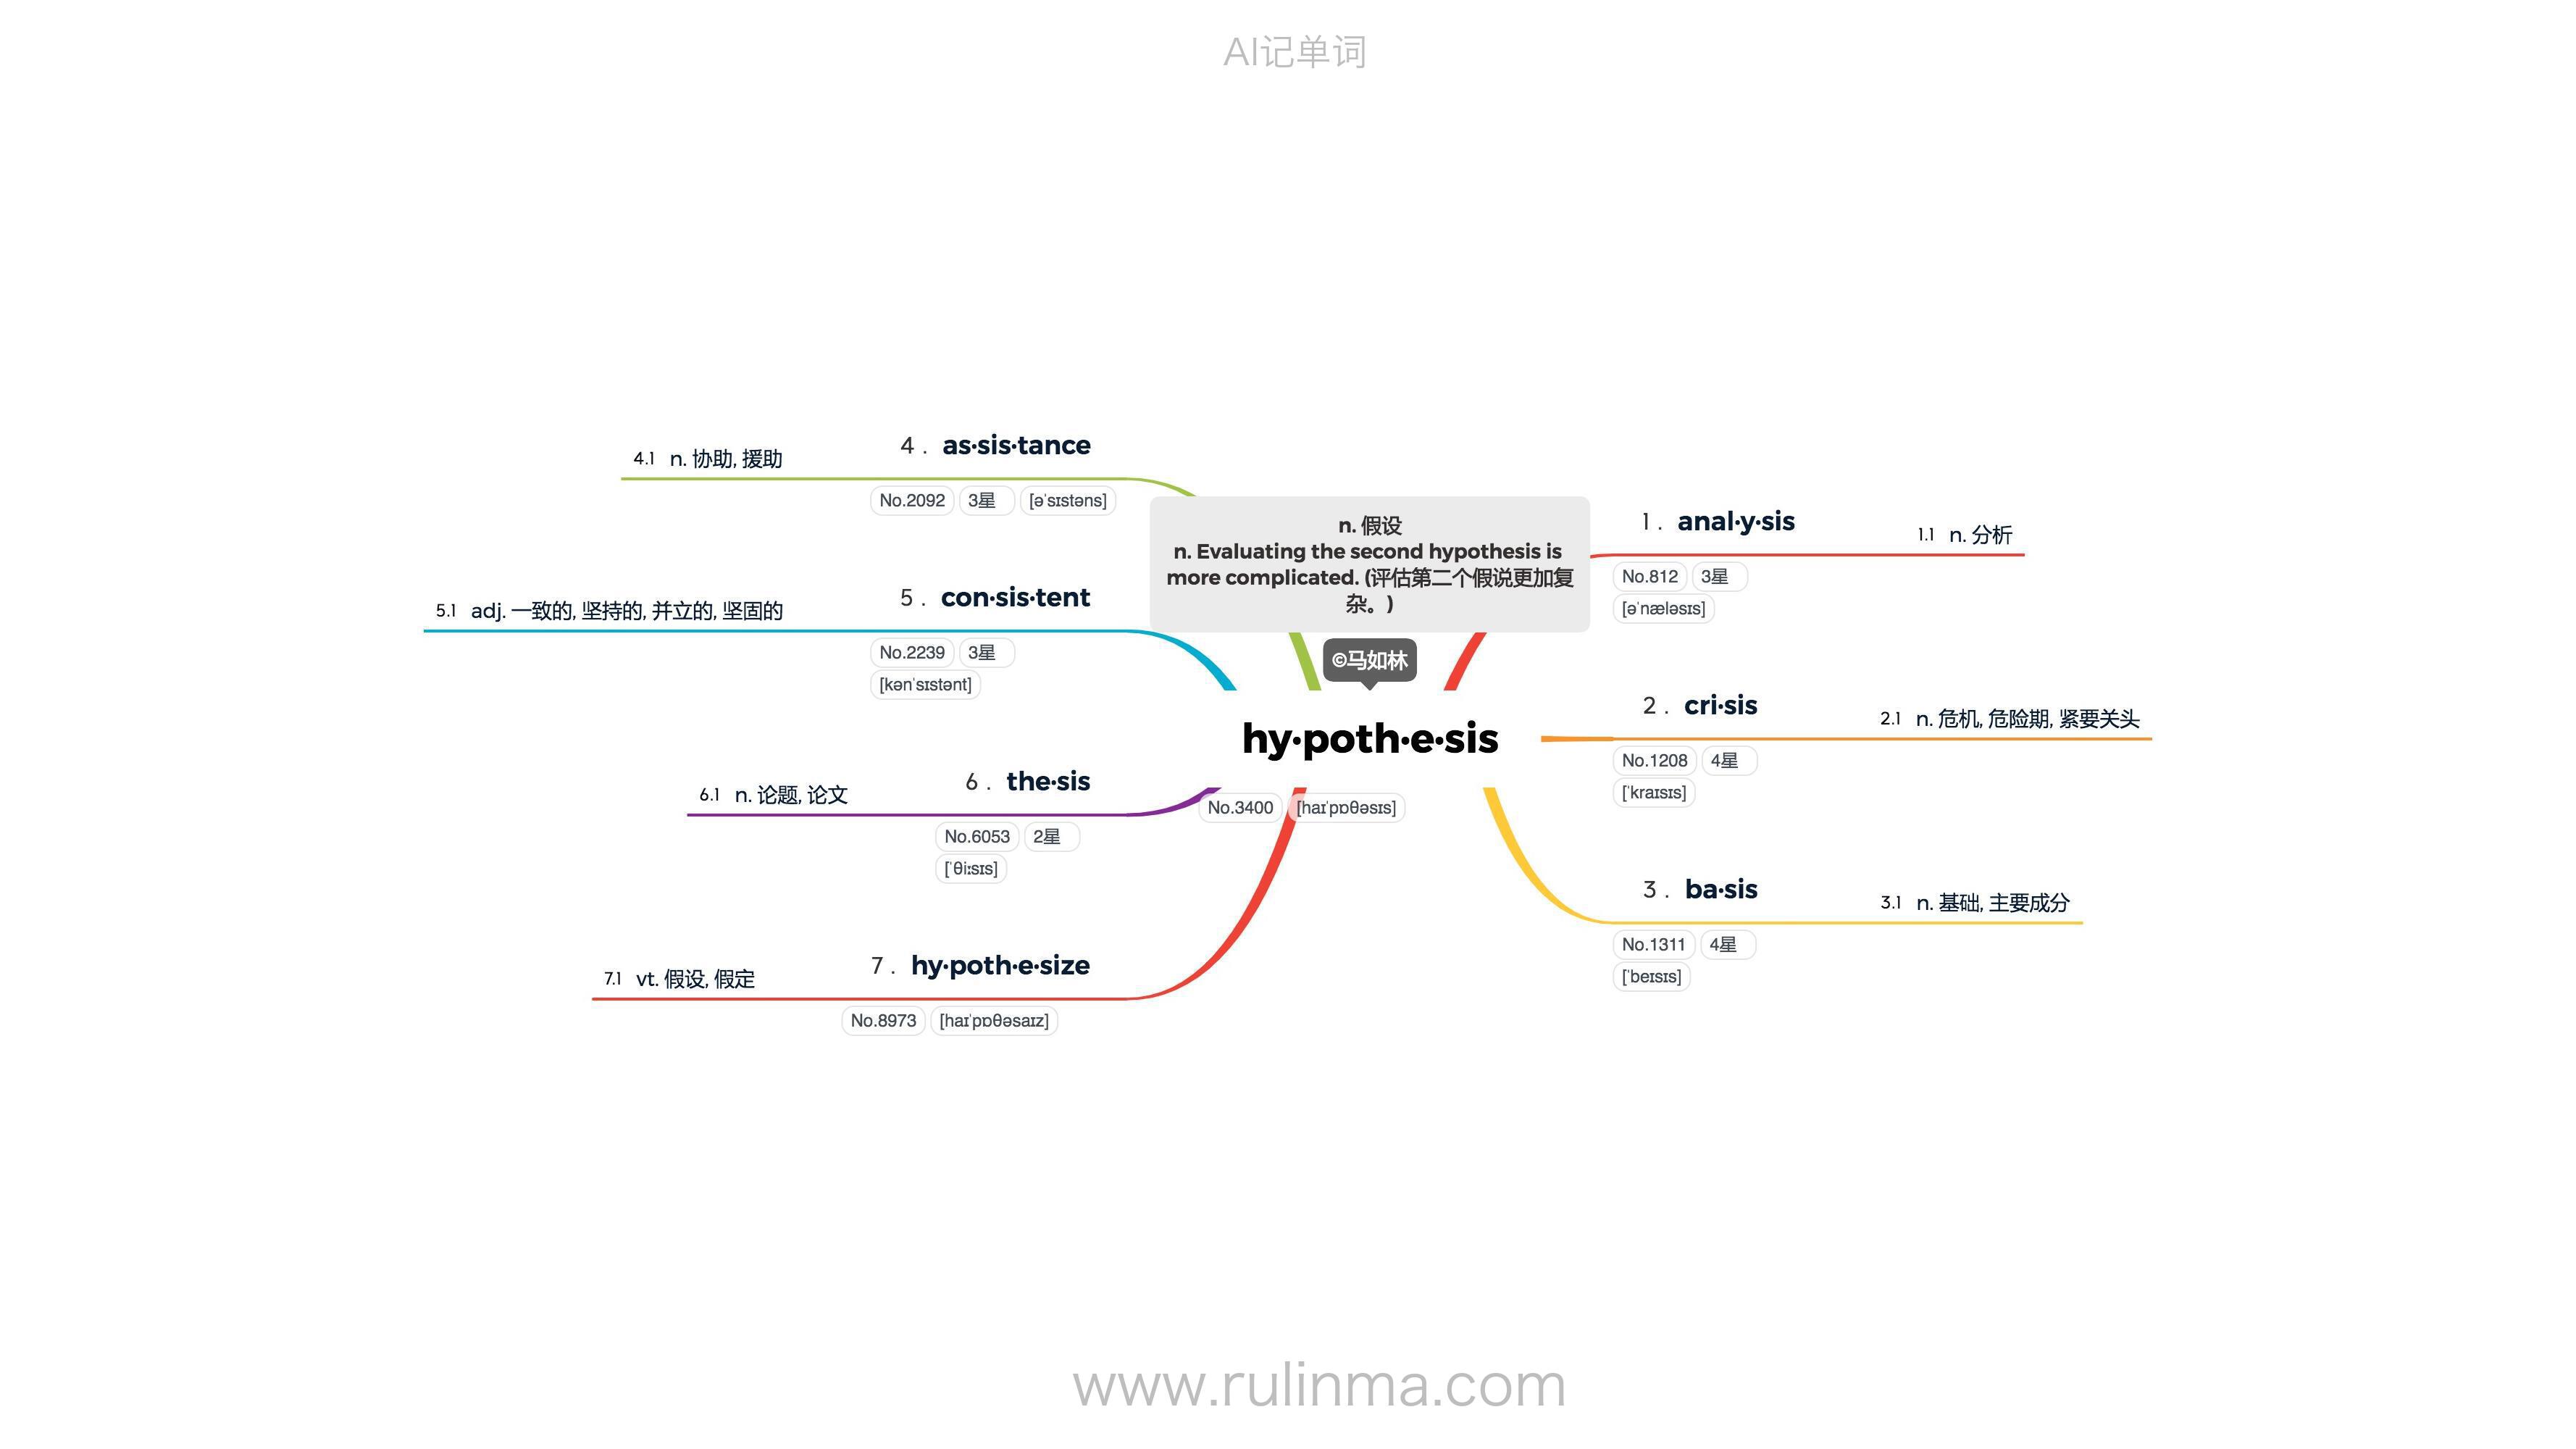 AI记单词
n. 假设
n. Evaluating the second hypothesis is
more complicated. (评估第二个假说更加复
杂。)
©马如林
hy·poth·e·sis
No.3400 [haɪˈpɒθəsɪs]
1 . anal·y·sis
No.812 3星
[əˈnæləsɪs]
1.1 n. 分析
2 . cri·sis
No.1208 4星
[ˈkraɪsɪs]
2.1 n. 危机, 危险期, 紧要关头
3 . ba·sis
No.1311 4星
[ˈbeɪsɪs]
3.1 n. 基础, 主要成分
4 . as·sis·tance
No.2092 3星 [əˈsɪstəns]
4.1 n. 协助, 援助
5 . con·sis·tent
No.2239 3星
[kənˈsɪstənt]
5.1 adj. 一致的, 坚持的, 并立的, 坚固的
6 . the·sis
No.6053 2星
[ˈθiːsɪs]
6.1 n. 论题, 论文
7 . hy·poth·e·size
No.8973 [haɪˈpɒθəsaɪz]
7.1 vt. 假设, 假定
www.rulinma.com